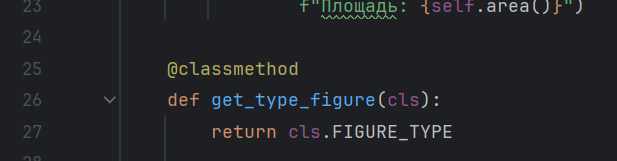 23 f"Площадь: {self.area()}")
24
25 @classmethod
26 def get_type_figure(cls):
27 return cls.FIGURE_TYPE